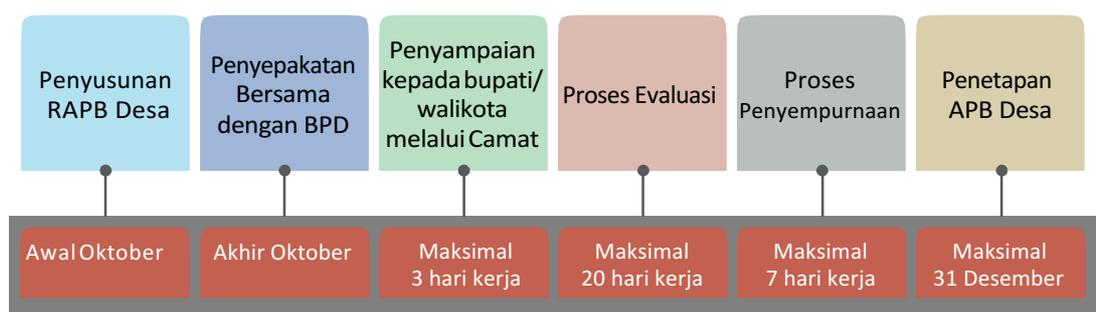 Penyusunan
RAPB Desa
Penyepakatan
Bersama
dengan BPD
Penyampaian
kepada bupati/
walikota
melalui Camat
Proses Evaluasi
Proses
Penyempurnaan
Penetapan
APB Desa
Awal Oktober
Akhir Oktober
Maksimal
3 hari kerja
Maksimal
20 hari kerja
Maksimal
7 hari kerja
Maksimal
31 Desember